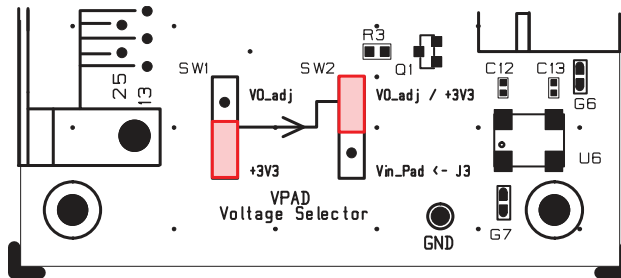 R3
Q1
SW1
SW2
25
13
VO_adj
VO_adj / +3V3
C12
C13
G6
+3V3
Vin_Pad <- J3
U6
VPAD
Voltage Selector
GND
G7